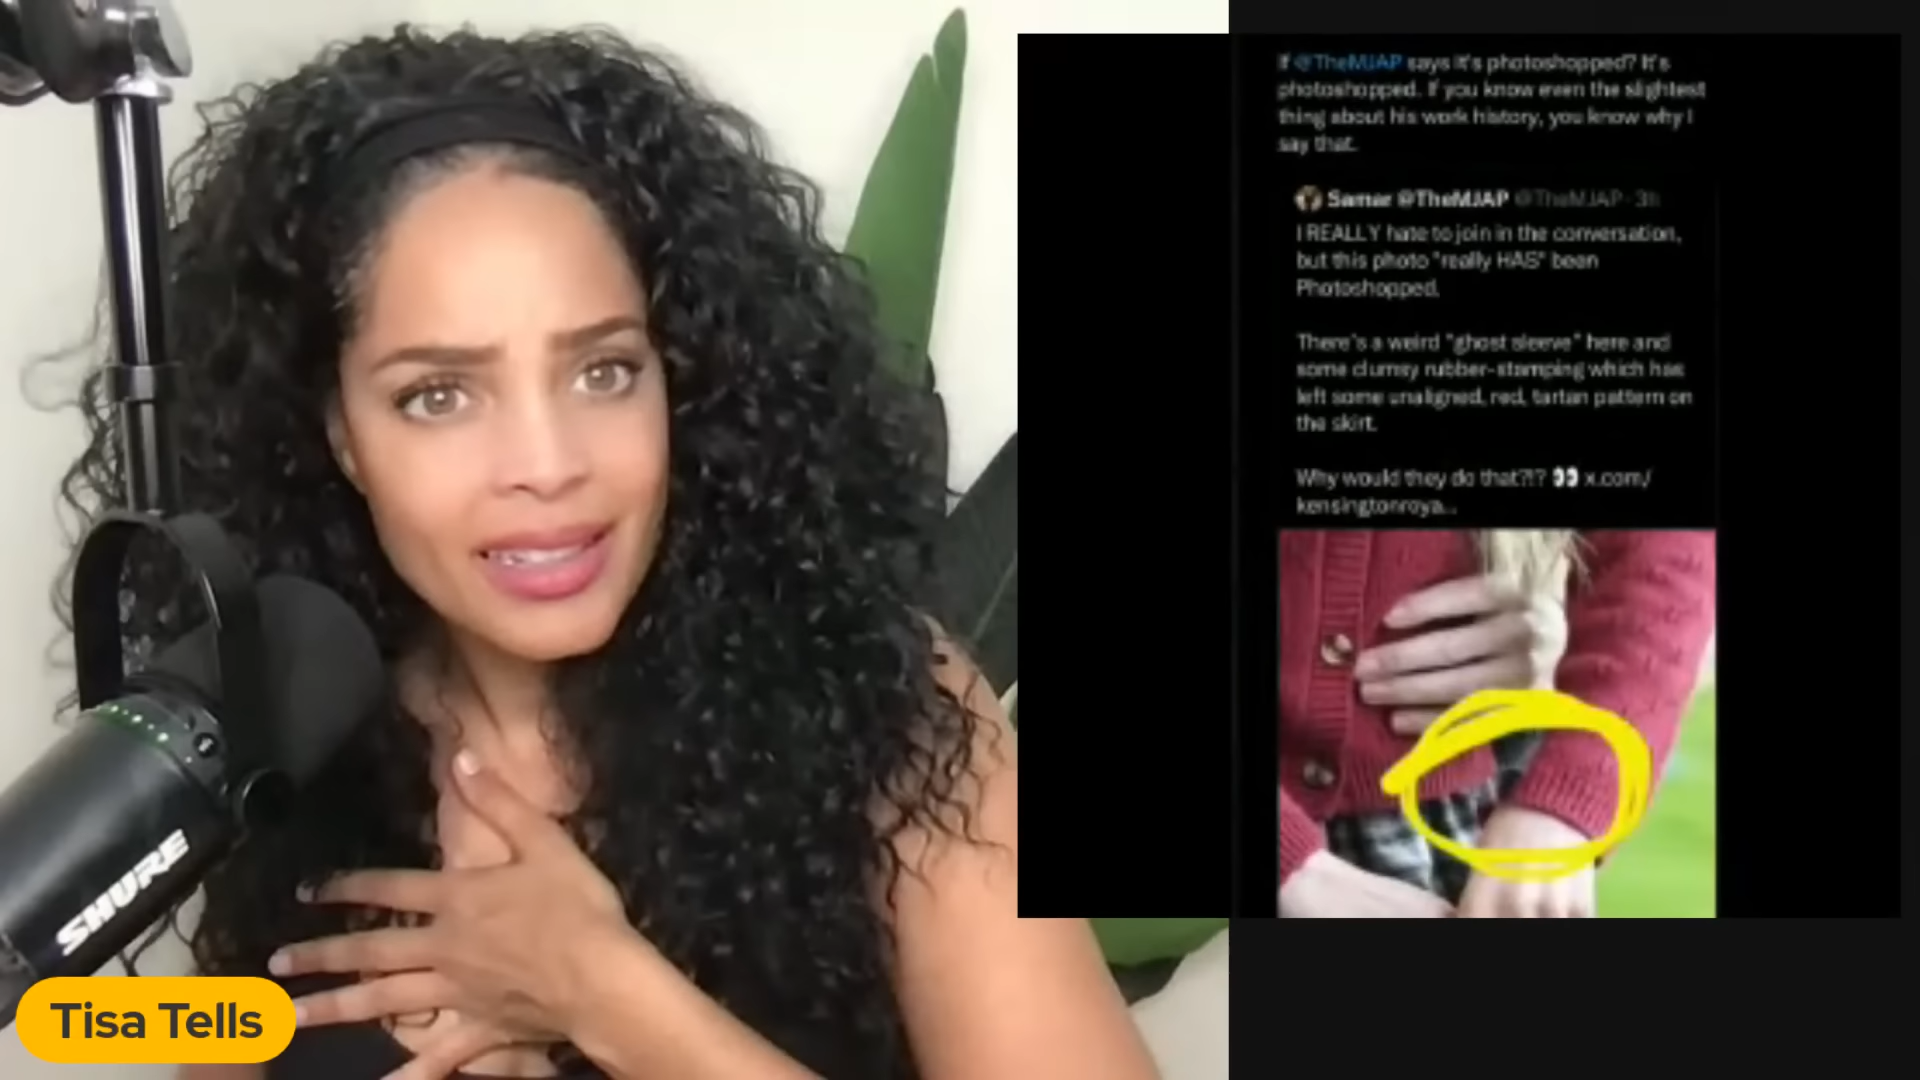 If @TheMJAP says it's photoshopped? It's
photoshopped. If you know even the slightest
thing about his work history, you know why I
say that.
Samar @TheMJAP @TheMJAP · 3h
I REALLY hate to join in the conversation,
but this photo "really HAS" been
Photoshopped.
There's a weird "ghost sleeve" here and
some clumsy rubber-stamping which has
left some unaligned, red, tartan pattern on
the skirt.
Why would they do that?!? 👀 x.com/
kensingtonroya...
SHURE
Tisa Tells